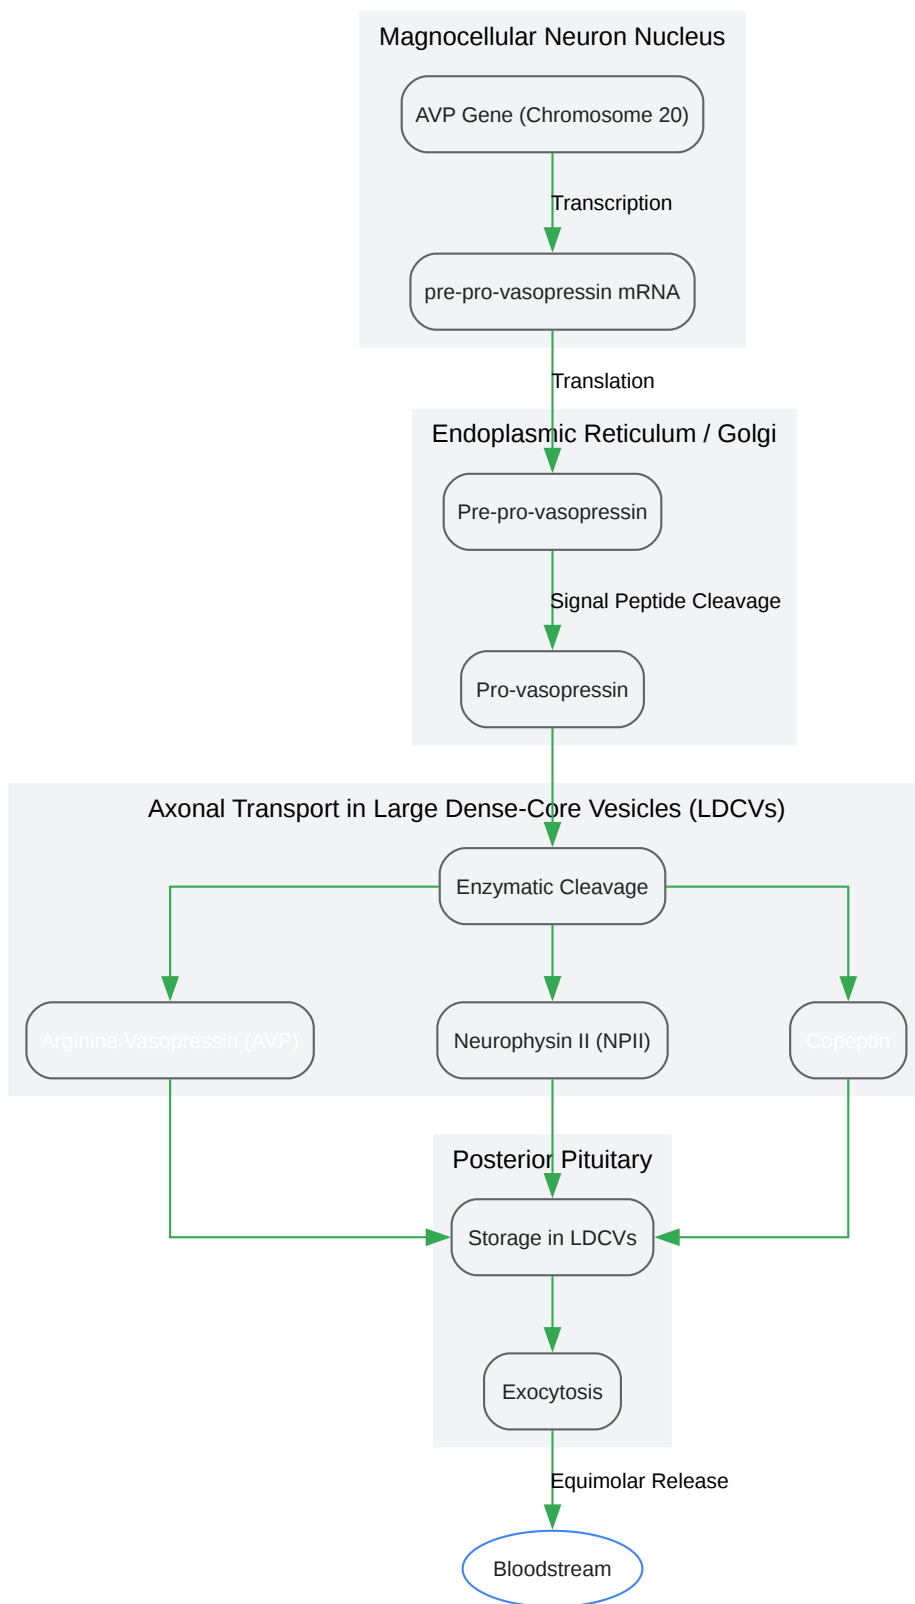 Magnocellular Neuron Nucleus
AVP Gene (Chromosome 20)
Transcription
pre-pro-vasopressin mRNA
Translation
Endoplasmic Reticulum / Golgi
Pre-pro-vasopressin
Signal Peptide Cleavage
Pro-vasopressin
Axonal Transport in Large Dense-Core Vesicles (LDCVs)
Enzymatic Cleavage
Arginine Vasopressin (AVP)
Neurophysin II (NPII)
Copeptin
Posterior Pituitary
Storage in LDCVs
Exocytosis
Equimolar Release
Bloodstream